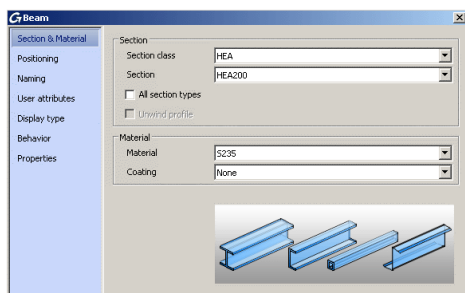 Beam
Section & Material
Positioning
Naming
User attributes
Display type
Behavior
Properties
Section
Section class
HEA
Section
HEA200
All section types
Unwind profile
Material
Material
S235
Coating
None